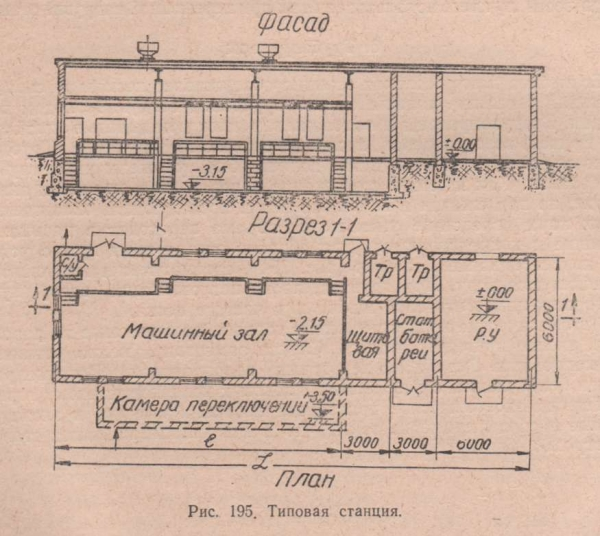 Фасад
±0.00
-3.15
Разрез 1-1
Тр Тр
1 1
±0.00
-2.15
Машинный зал
Щито
вая
Стат.
бата
реи
Р.У
6000
Камера переключений
-3.50
ℓ 3000 3000 6000
L
План
Рис. 195. Типовая станция.